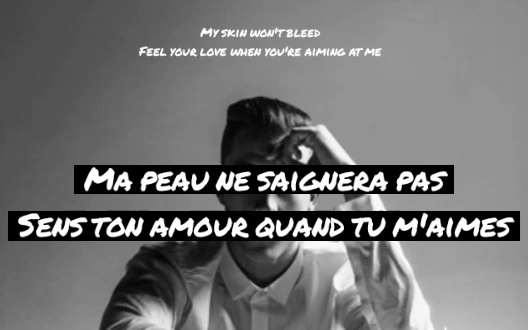 My skin won't bleed
Feel your love when you're aiming at me
Ma peau ne saignera pas
Sens ton amour quand tu m'aimes